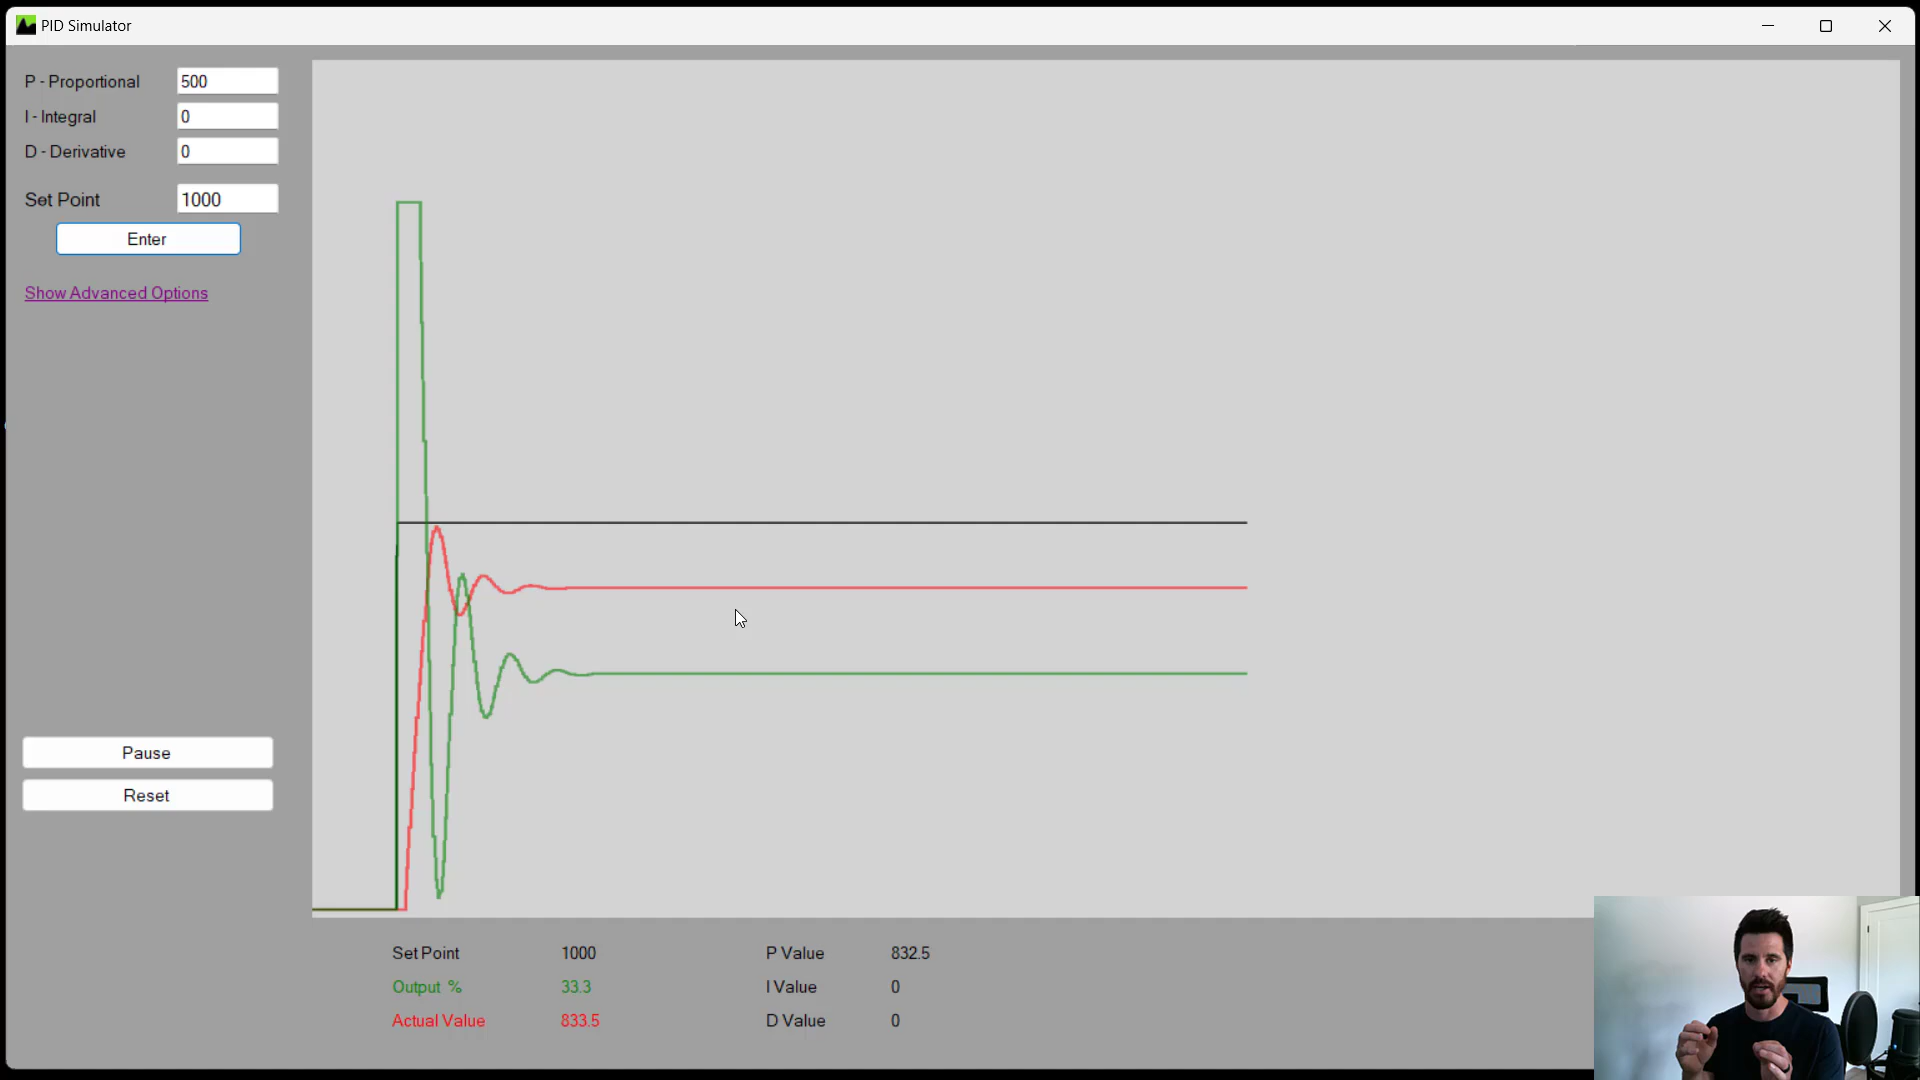 PID Simulator
P - Proportional 500
I - Integral 0
D - Derivative 0
Set Point 1000
Enter
Show Advanced Options
Pause
Reset
Set Point 1000 P Value 832.5
Output % 33.3 I Value 0
Actual Value 833.5 D Value 0